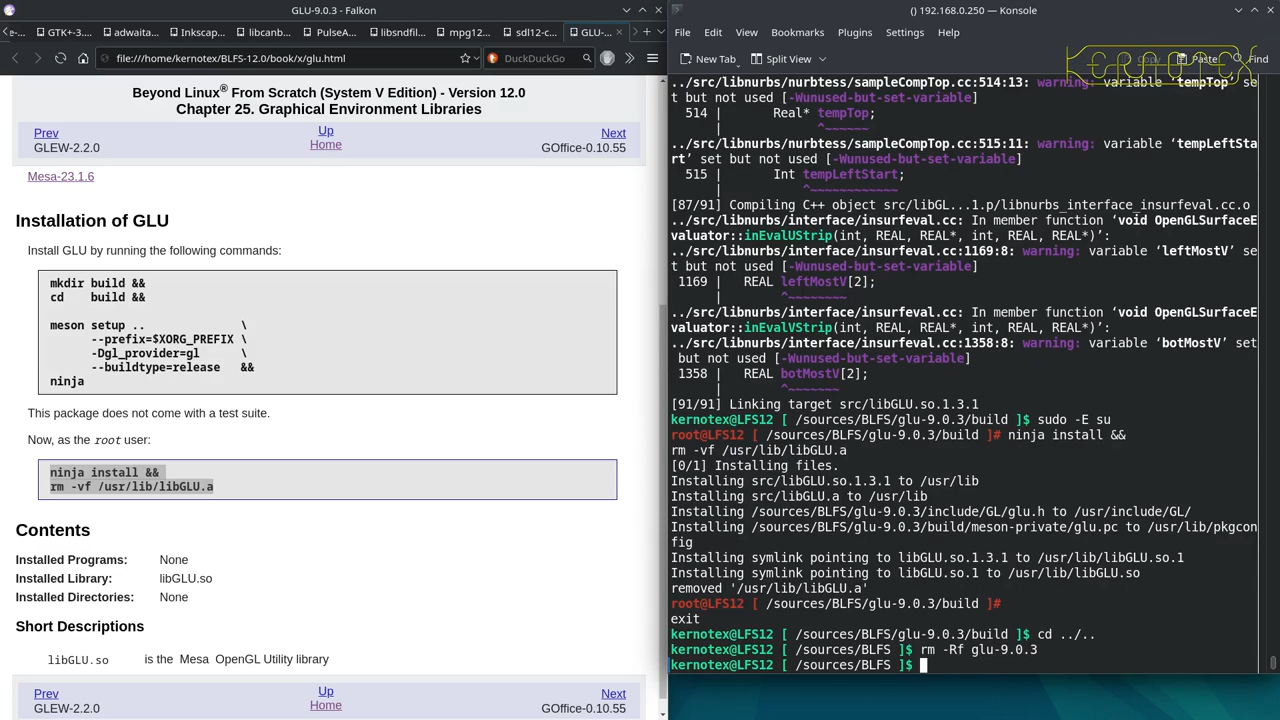 GLU-9.0.3 - Falkon
GTK+-3....
adwaita...
Inkscap...
libcanb...
PulseA...
libsndfil...
mpg12...
sdl12-c...
GLU-...
file:///home/kernotex/BLFS-12.0/book/x/glu.html
DuckDuckGo
Beyond Linux® From Scratch (System V Edition) - Version 12.0
Chapter 25. Graphical Environment Libraries
Prev
Up
Next
GLEW-2.2.0
Home
GOffice-0.10.55
Mesa-23.1.6
Installation of GLU
Install GLU by running the following commands:
mkdir build &&
cd    build &&
meson setup ..            \
      --prefix=$XORG_PREFIX \
      -Dgl_provider=gl      \
      --buildtype=release   &&
ninja
This package does not come with a test suite.
Now, as the root user:
ninja install &&
rm -vf /usr/lib/libGLU.a
Contents
Installed Programs: None
Installed Library: libGLU.so
Installed Directories: None
Short Descriptions
libGLU.so is the Mesa OpenGL Utility library
Prev
Up
Next
GLEW-2.2.0
Home
GOffice-0.10.55
() 192.168.0.250 — Konsole
File Edit View Bookmarks Plugins Settings Help
New Tab
Split View
Copy
Paste
Find
KERNOTEX
../src/libnurbs/nurbtess/sampleCompTop.cc:514:13: warning: variable ‘tempTop’ se
t but not used [-Wunused-but-set-variable]
  514 |       Real* tempTop;
      |             ^~~~~~~
../src/libnurbs/nurbtess/sampleCompTop.cc:515:11: warning: variable ‘tempLeftSta
rt’ set but not used [-Wunused-but-set-variable]
  515 |       Int tempLeftStart;
      |           ^~~~~~~~~~~~~
[87/91] Compiling C++ object src/libGL...1.p/libnurbs_interface_insurfeval.cc.o
../src/libnurbs/interface/insurfeval.cc: In member function ‘void OpenGLSurfaceE
valuator::inEvalUStrip(int, REAL, REAL*, int, REAL, REAL*)’:
../src/libnurbs/interface/insurfeval.cc:1169:8: warning: variable ‘leftMostV’ se
t but not used [-Wunused-but-set-variable]
 1169 |   REAL leftMostV[2];
      |        ^~~~~~~~~
../src/libnurbs/interface/insurfeval.cc: In member function ‘void OpenGLSurfaceE
valuator::inEvalVStrip(int, REAL, REAL*, int, REAL, REAL*)’:
../src/libnurbs/interface/insurfeval.cc:1358:8: warning: variable ‘botMostV’ set
 but not used [-Wunused-but-set-variable]
 1358 |   REAL botMostV[2];
      |        ^~~~~~~~
[91/91] Linking target src/libGLU.so.1.3.1
kernotex@LFS12 [ /sources/BLFS/glu-9.0.3/build ]$ sudo -E su
root@LFS12 [ /sources/BLFS/glu-9.0.3/build ]# ninja install &&
rm -vf /usr/lib/libGLU.a
[0/1] Installing files.
Installing src/libGLU.so.1.3.1 to /usr/lib
Installing src/libGLU.a to /usr/lib
Installing /sources/BLFS/glu-9.0.3/include/GL/glu.h to /usr/include/GL/
Installing /sources/BLFS/glu-9.0.3/build/meson-private/glu.pc to /usr/lib/pkgcon
fig
Installing symlink pointing to libGLU.so.1.3.1 to /usr/lib/libGLU.so.1
Installing symlink pointing to libGLU.so.1 to /usr/lib/libGLU.so
removed '/usr/lib/libGLU.a'
root@LFS12 [ /sources/BLFS/glu-9.0.3/build ]#
exit
kernotex@LFS12 [ /sources/BLFS/glu-9.0.3/build ]$ cd ../..
kernotex@LFS12 [ /sources/BLFS ]$ rm -Rf glu-9.0.3
kernotex@LFS12 [ /sources/BLFS ]$